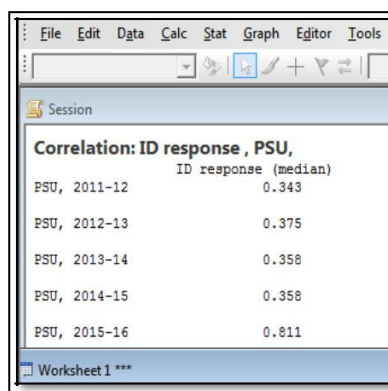 File Edit Data Calc Stat Graph Editor Tools
Session
Correlation: ID response , PSU,
ID response (median)
PSU, 2011-12 0.343
PSU, 2012-13 0.375
PSU, 2013-14 0.358
PSU, 2014-15 0.358
PSU, 2015-16 0.811
Worksheet 1 ***